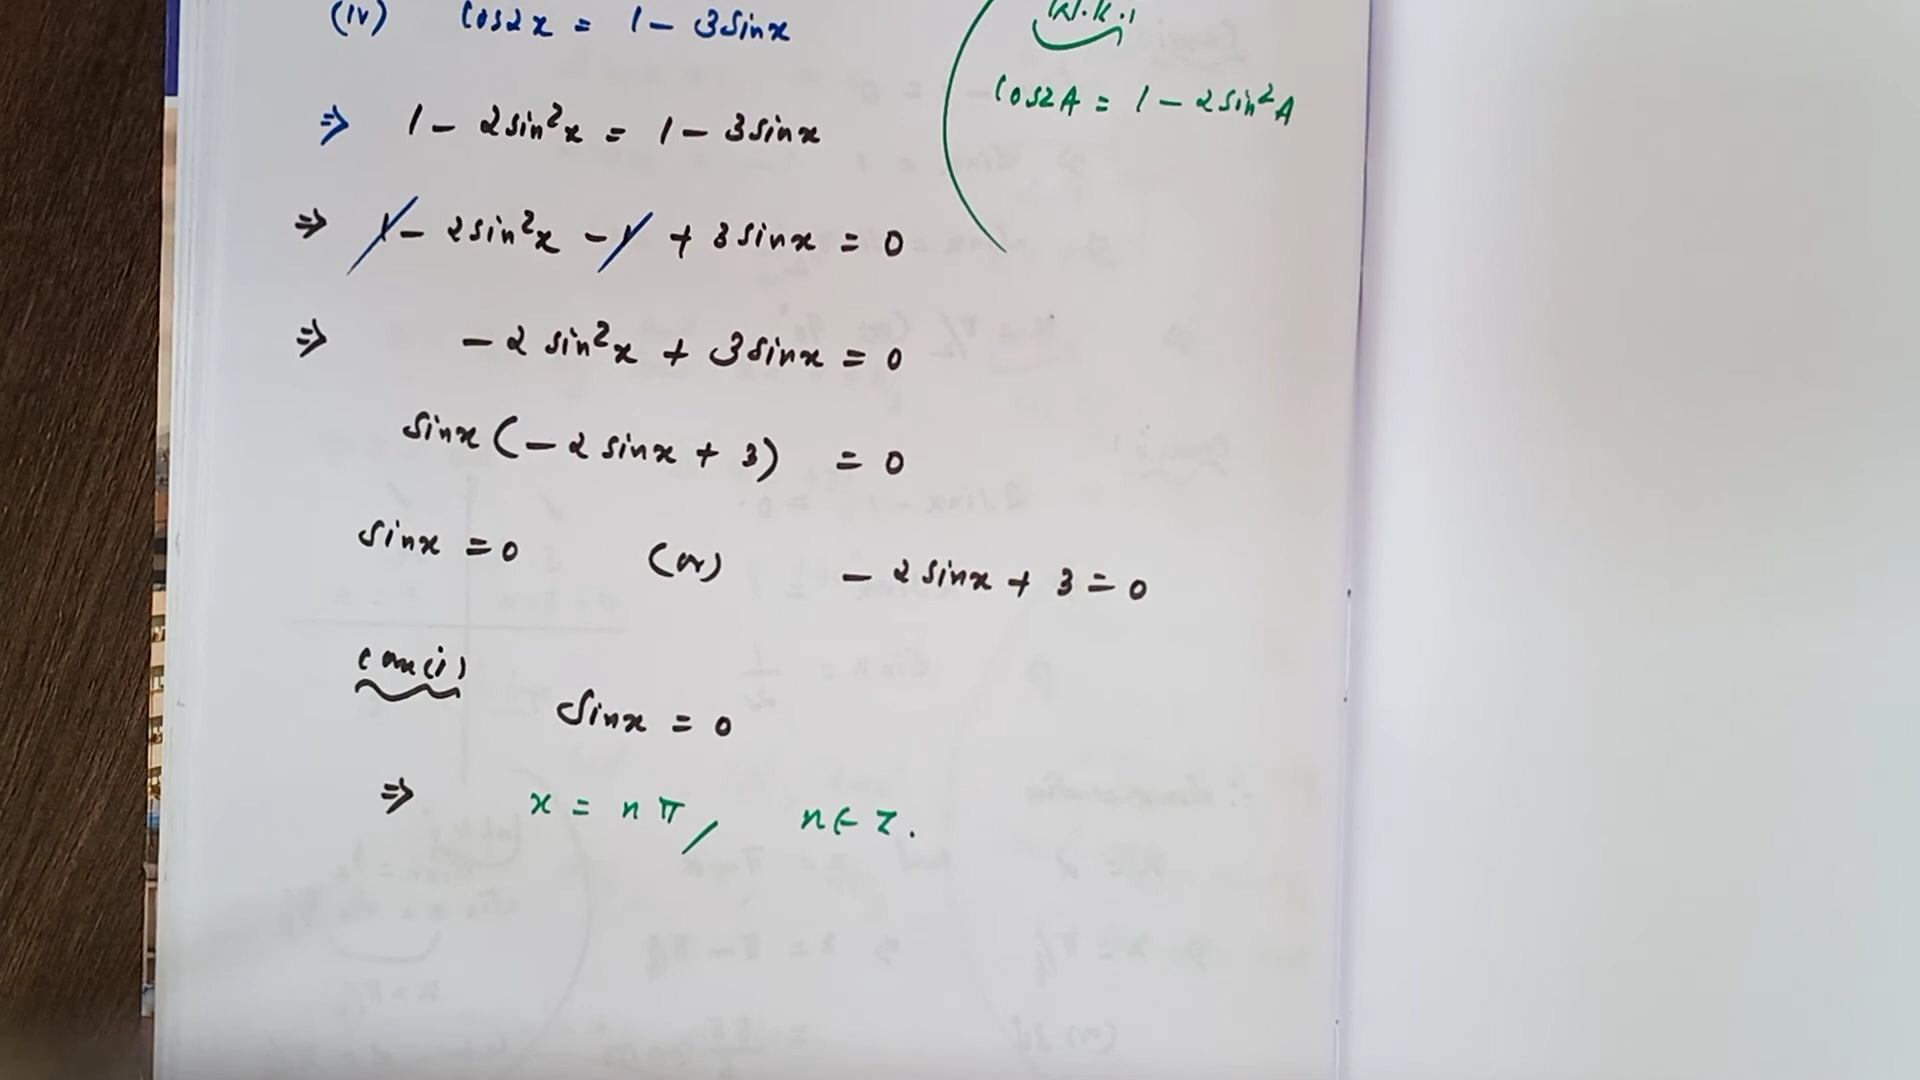 (iv) Cos2x = 1 - 3Sinx
W.K.T
Cos2A = 1 - 2Sin²A
⇒ 1 - 2sin²x = 1 - 3sinx
⇒ 1 - 2sin²x - 1 + 3sinx = 0
⇒ - 2 sin²x + 3sinx = 0
Sinx (- 2 sinx + 3) = 0
Sinx = 0 (or) - 2 sinx + 3 = 0
Case(i)
Sinx = 0
⇒ x = nπ, n∈Z.